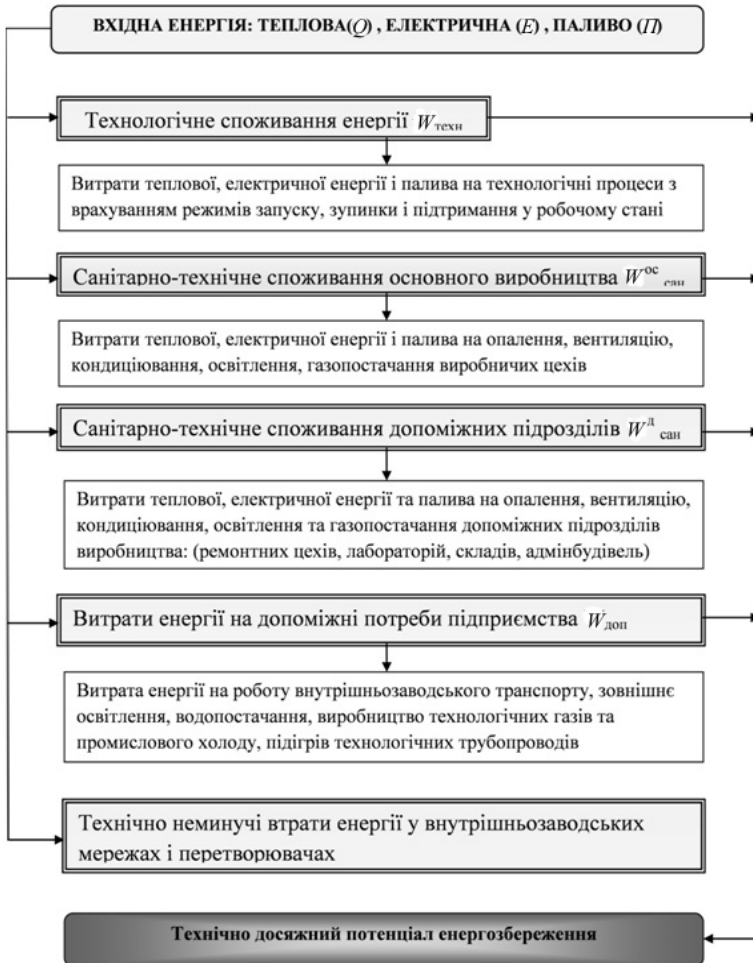 ВХІДНА ЕНЕРГІЯ: ТЕПЛОВА(Q) , ЕЛЕКТРИЧНА (E) , ПАЛИВО (П)
Технологічне споживання енергії W техн
Витрати теплової, електричної енергії і палива на технологічні процеси з
врахуванням режимів запуску, зупинки і підтримання у робочому стані
Санітарно-технічне споживання основного виробництва W ос сан
Витрати теплової, електричної енергії і палива на опалення, вентиляцію,
кондиціювання, освітлення, газопостачання виробничих цехів
Санітарно-технічне споживання допоміжних підрозділів W д сан
Витрати теплової, електричної енергії та палива на опалення, вентиляцію,
кондиціювання, освітлення та газопостачання допоміжних підрозділів
виробництва: (ремонтних цехів, лабораторій, складів, адмінбудівель)
Витрати енергії на допоміжні потреби підприємства W доп
Витрата енергії на роботу внутрішньозаводського транспорту, зовнішнє
освітлення, водопостачання, виробництво технологічних газів та
промислового холоду, підігрів технологічних трубопроводів
Технічно неминучі втрати енергії у внутрішньозаводських
мережах і перетворювачах
Технічно досяжний потенціал енергозбереження